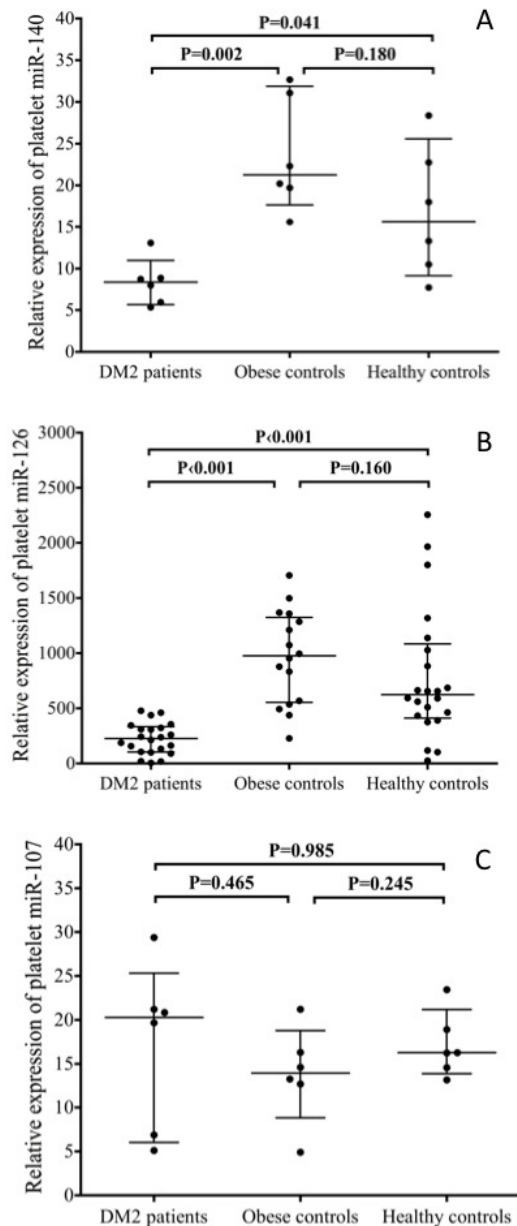 A
Relative expression of platelet miR-140
40
35
30
25
20
15
10
5
0
P=0.041
P=0.002
P=0.180
DM2 patients
Obese controls
Healthy controls
B
Relative expression of platelet miR-126
3000
2500
2000
1500
1000
500
0
P<0.001
P<0.001
P=0.160
DM2 patients
Obese controls
Healthy controls
C
Relative expression of platelet miR-107
40
35
30
25
20
15
10
5
0
P=0.985
P=0.465
P=0.245
DM2 patients
Obese controls
Healthy controls